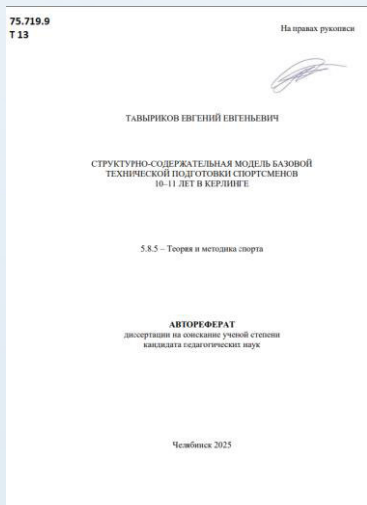 75.719.9
Т 13
На правах рукописи
ТАВЫРИКОВ ЕВГЕНИЙ ЕВГЕНЬЕВИЧ
СТРУКТУРНО-СОДЕРЖАТЕЛЬНАЯ МОДЕЛЬ БАЗОВОЙ
ТЕХНИЧЕСКОЙ ПОДГОТОВКИ СПОРТСМЕНОВ
10–11 ЛЕТ В КЕРЛИНГЕ
5.8.5 – Теория и методика спорта
АВТОРЕФЕРАТ
диссертации на соискание ученой степени
кандидата педагогических наук
Челябинск 2025